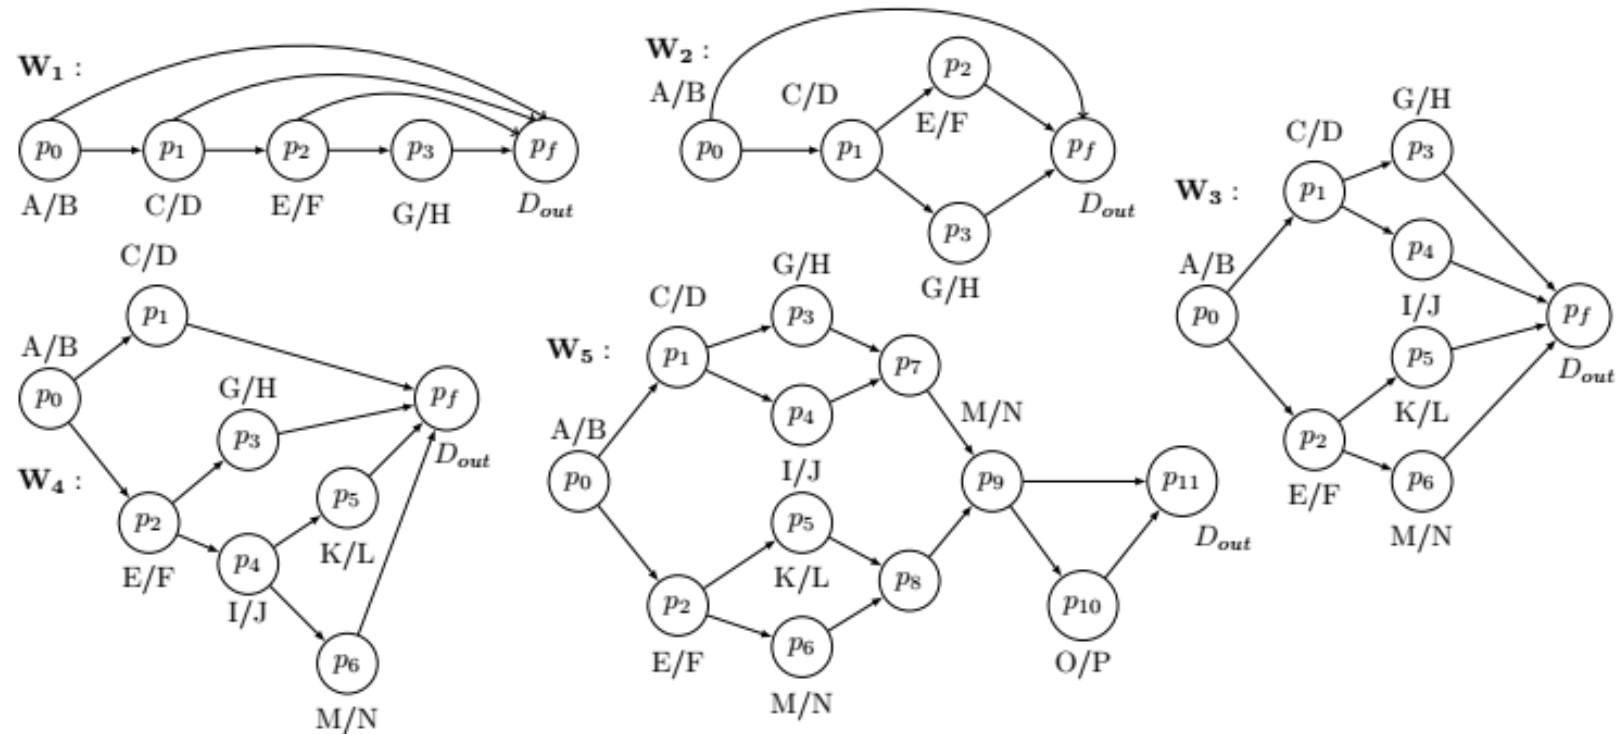 W1 :
p0
p1
p2
p3
pf
A/B
C/D
E/F
G/H
Dout
W2 :
A/B
C/D
p2
E/F
p0
p1
pf
Dout
p3
G/H
W3 :
G/H
C/D
p3
p1
p4
A/B
I/J
p0
pf
p5
Dout
K/L
p2
p6
E/F
M/N
W4 :
C/D
p1
A/B
p0
G/H
p3
pf
Dout
p2
p5
E/F
p4
K/L
I/J
p6
M/N
W5 :
G/H
C/D
p3
p1
p7
p4
A/B
I/J
M/N
p0
p9
p11
Dout
p5
K/L
p8
p2
p10
E/F
p6
O/P
M/N